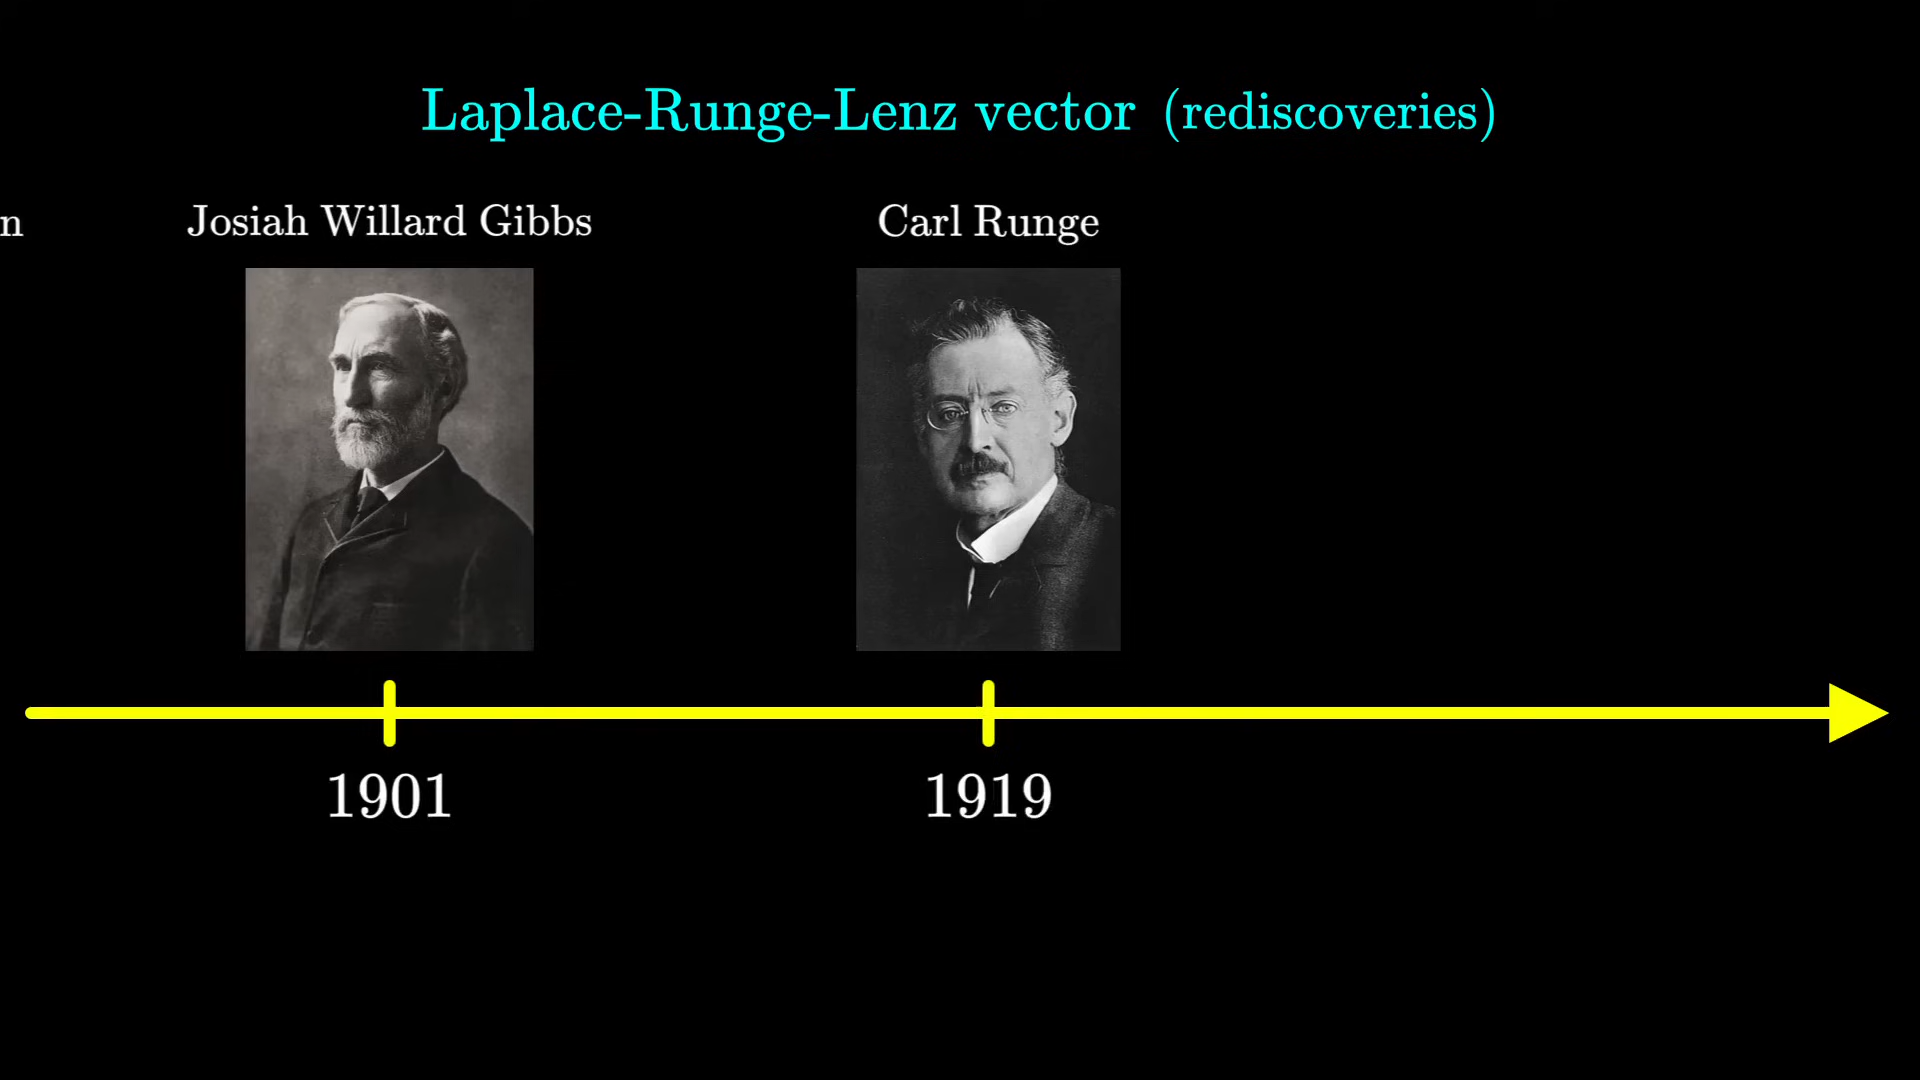 Laplace-Runge-Lenz vector (rediscoveries)
n
Josiah Willard Gibbs
Carl Runge
1901
1919